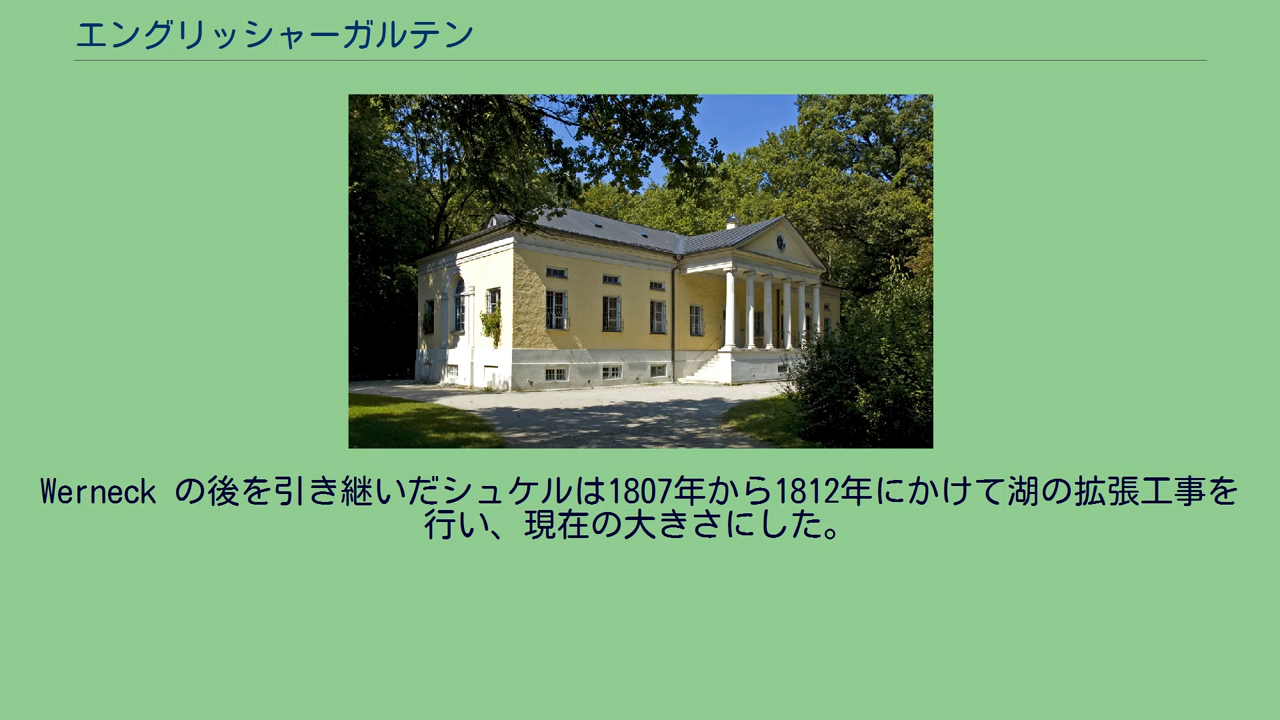 エングリッシャーガルテン
Werneck の後を引き継いだシュケルは1807年から1812年にかけて湖の拡張工事を
行い、現在の大きさにした。